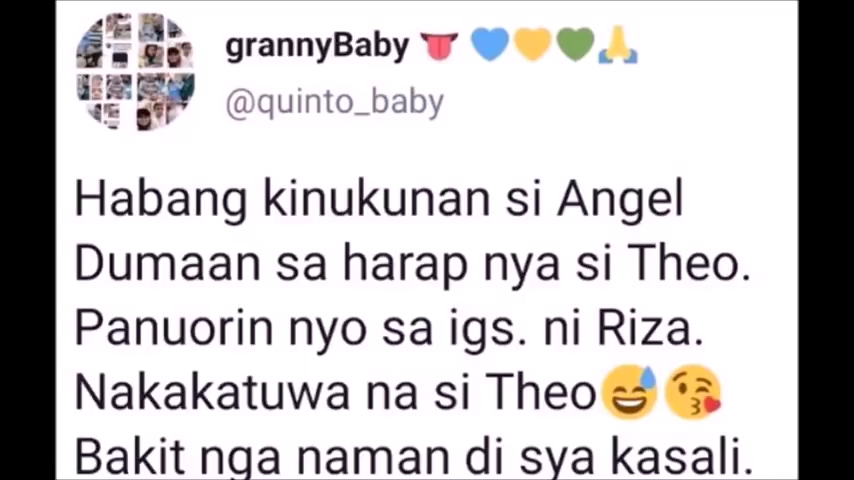 grannyBaby 👅 💙💛💚🙏
@quinto_baby
Habang kinukunan si Angel
Dumaan sa harap nya si Theo.
Panuorin nyo sa igs. ni Riza.
Nakakatuwa na si Theo😅😘
Bakit nga naman di sya kasali.